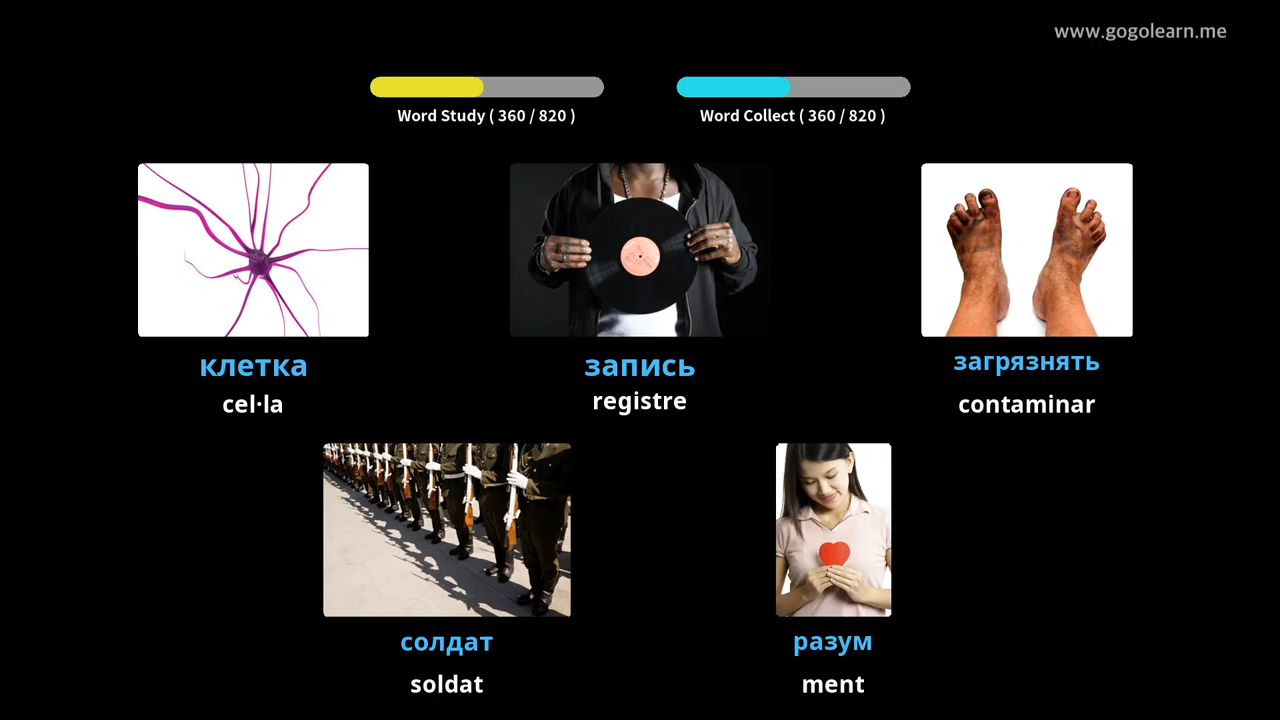 www.gogolearn.me
Word Study ( 360 / 820 )
Word Collect ( 360 / 820 )
клетка
cel·la
запись
registre
загрязнять
contaminar
солдат
soldat
разум
ment